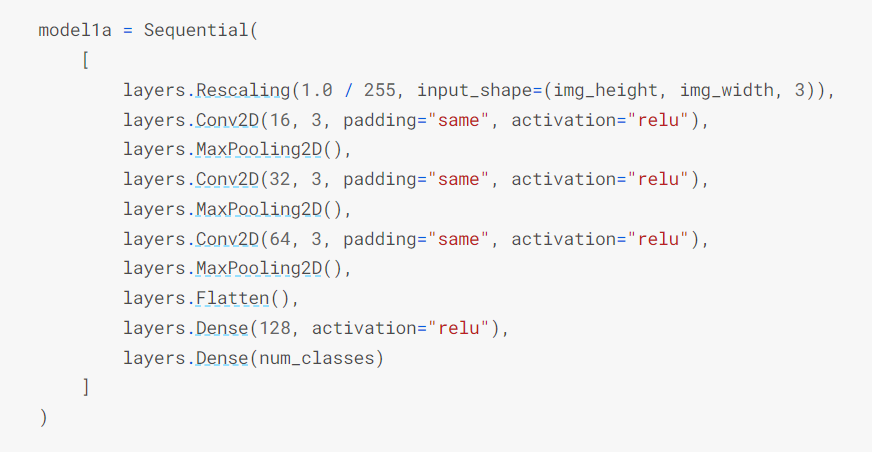 model1a = Sequential(
    [
        layers.Rescaling(1.0 / 255, input_shape=(img_height, img_width, 3)),
        layers.Conv2D(16, 3, padding="same", activation="relu"),
        layers.MaxPooling2D(),
        layers.Conv2D(32, 3, padding="same", activation="relu"),
        layers.MaxPooling2D(),
        layers.Conv2D(64, 3, padding="same", activation="relu"),
        layers.MaxPooling2D(),
        layers.Flatten(),
        layers.Dense(128, activation="relu"),
        layers.Dense(num_classes)
    ]
)